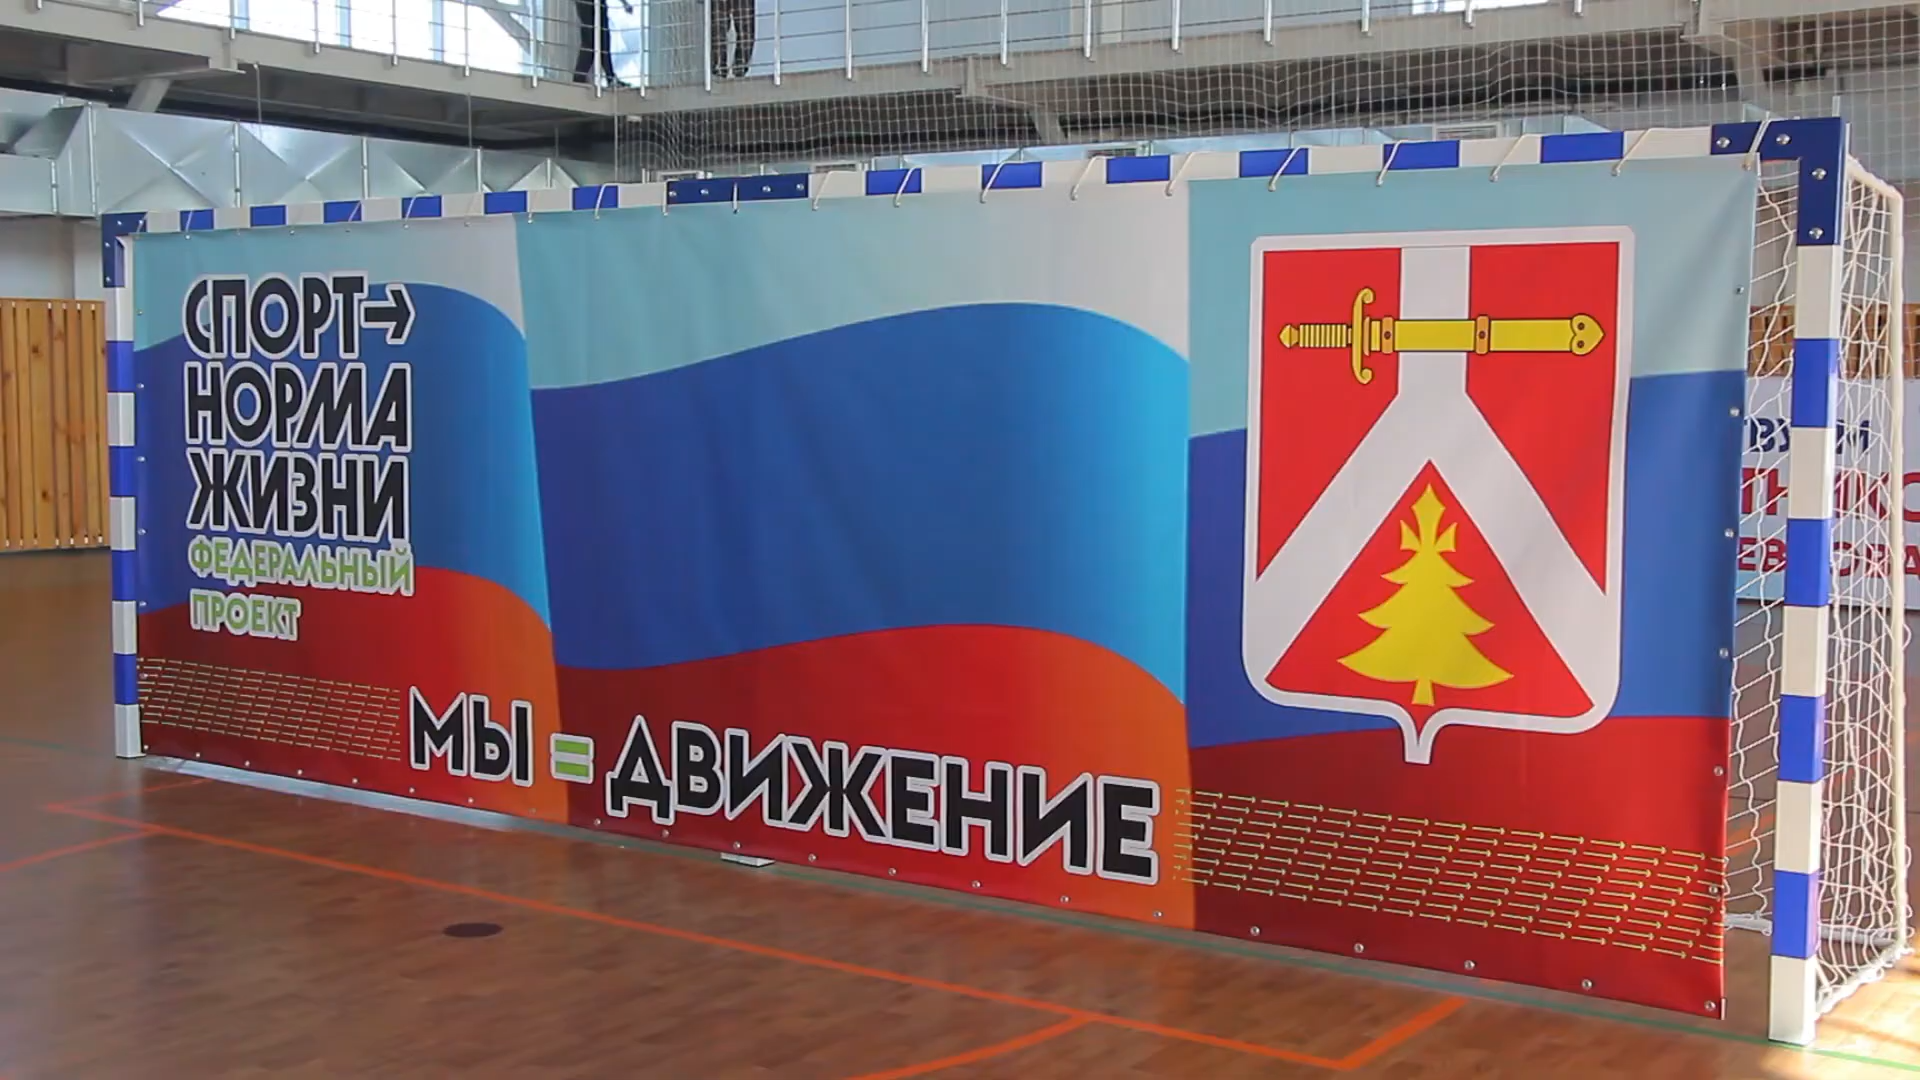 СПОРТ→
НОРМА
ЖИЗНИ
ФЕДЕРАЛЬНЫЙ
ПРОЕКТ
МЫ = ДВИЖЕНИЕ